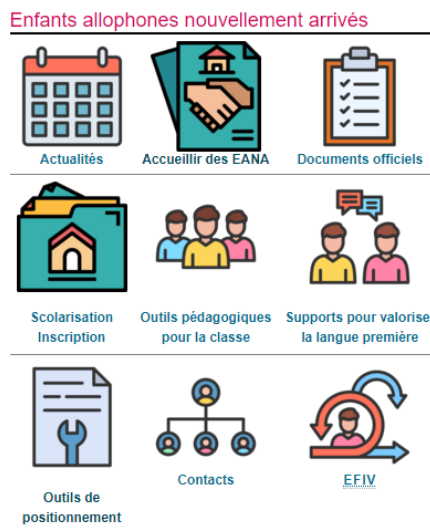 Enfants allophones nouvellement arrivés
Actualités
Accueillir des EANA
Documents officiels
Scolarisation
Inscription
Outils pédagogiques
pour la classe
Supports pour valorise
la langue première
Outils de
positionnement
Contacts
EFIV